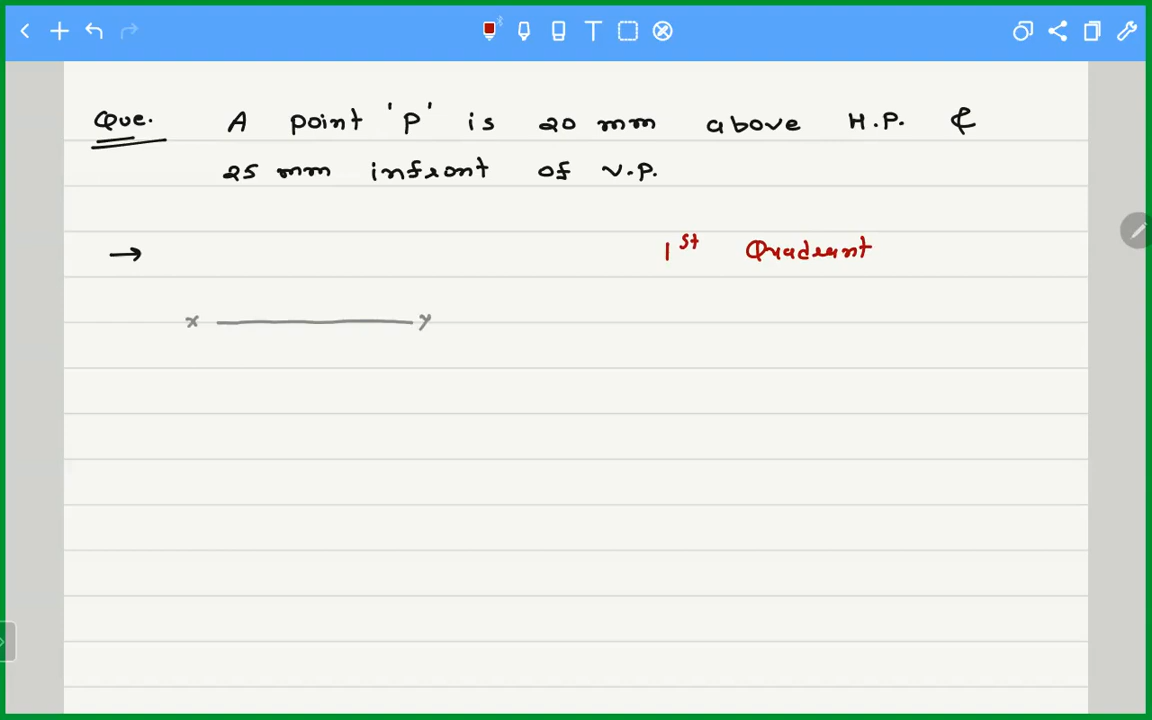 Que. A point 'P' is 20 mm above H.P. &
25 mm infront of V.P.
→ 1st Quadrant
x y